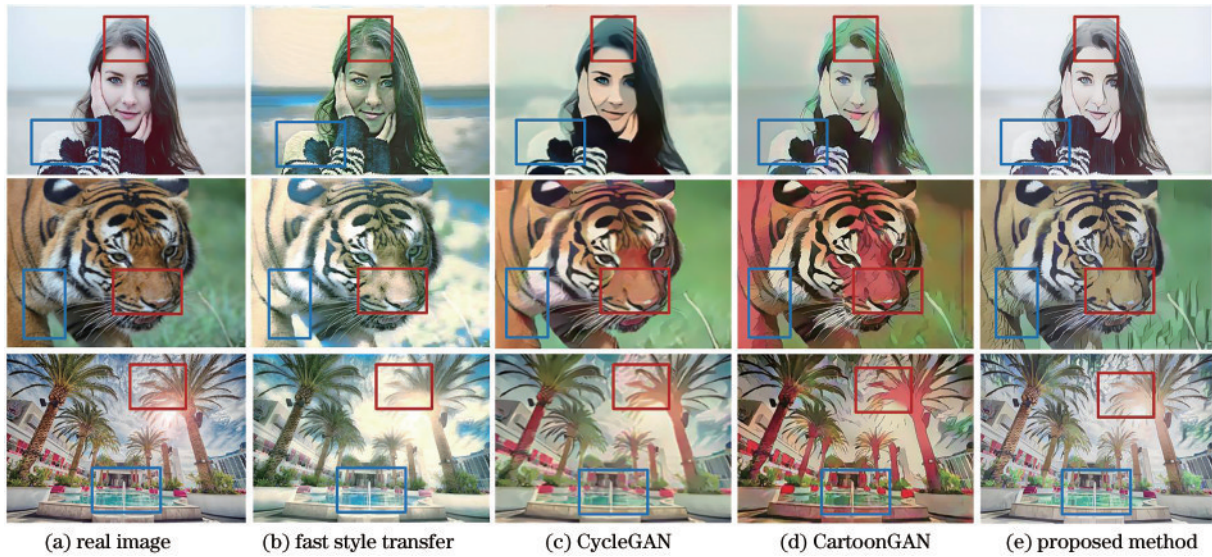 (a) real image
(b) fast style transfer
(c) CycleGAN
(d) CartoonGAN
(e) proposed method